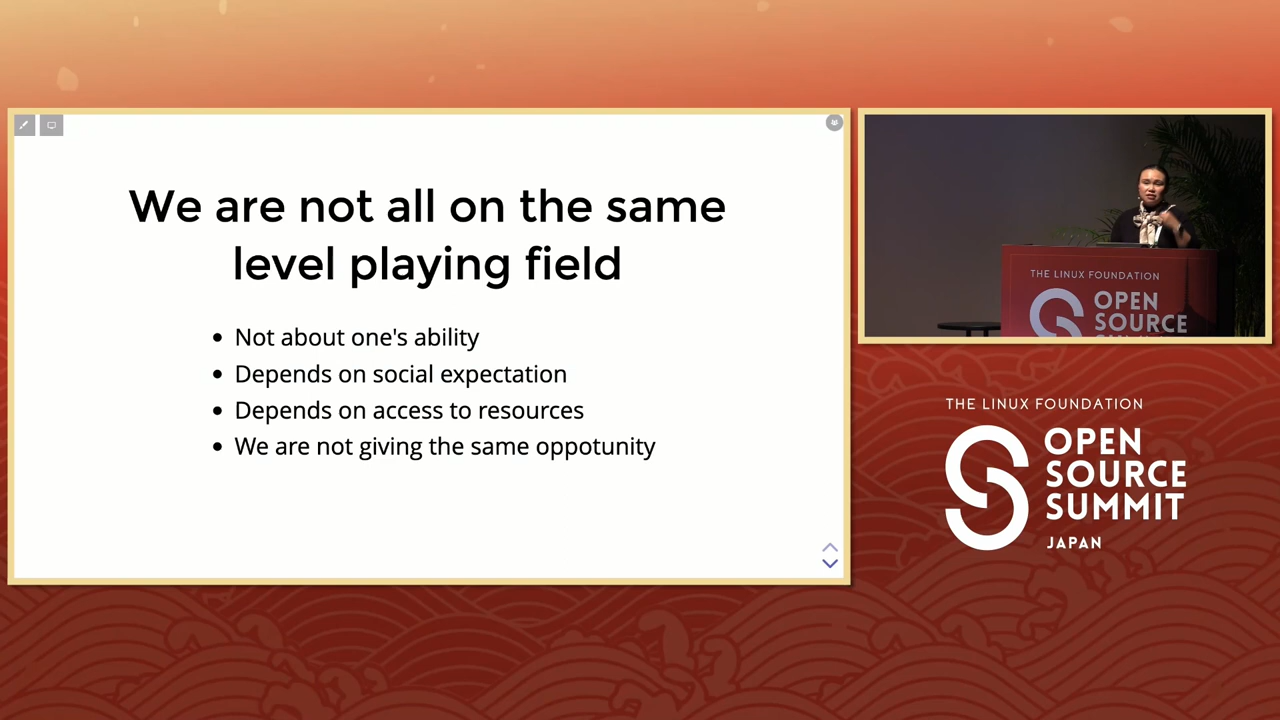 We are not all on the same
level playing field
Not about one's ability
Depends on social expectation
Depends on access to resources
We are not giving the same oppotunity
THE LINUX FOUNDATION
OPEN
SOURCE
THE LINUX FOUNDATION
OPEN
SOURCE
SUMMIT
JAPAN